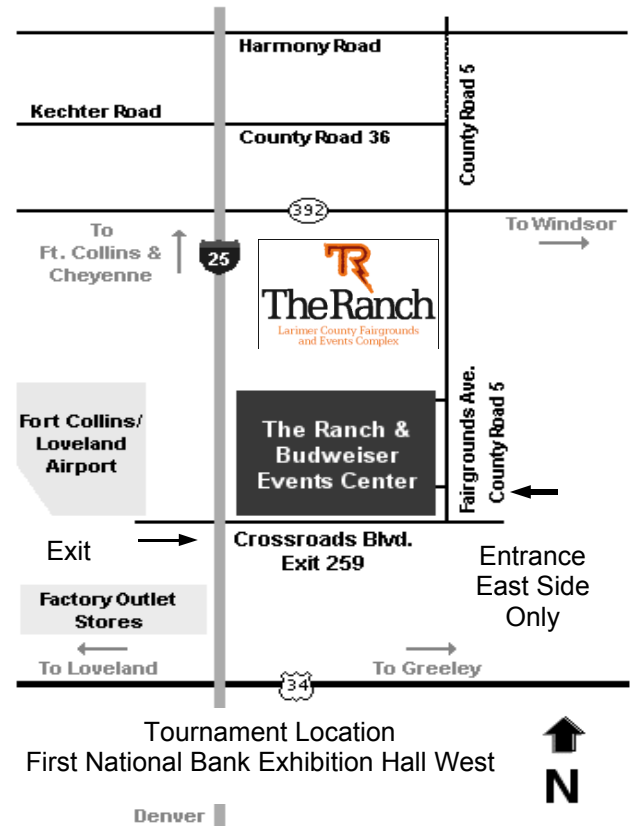 Harmony Road
County Road 5
Kechter Road
County Road 36
392
To
Ft. Collins &
Cheyenne
25
To Windsor
TR
The Ranch
Larimer County Fairgrounds
and Events Complex
Fort Collins/
Loveland
Airport
The Ranch &
Budweiser
Events Center
Fairgrounds Ave.
County Road 5
Exit
Crossroads Blvd.
Exit 259
Entrance
East Side
Only
Factory Outlet
Stores
To Loveland
To Greeley
34
Tournament Location
First National Bank Exhibition Hall West
N
Denver